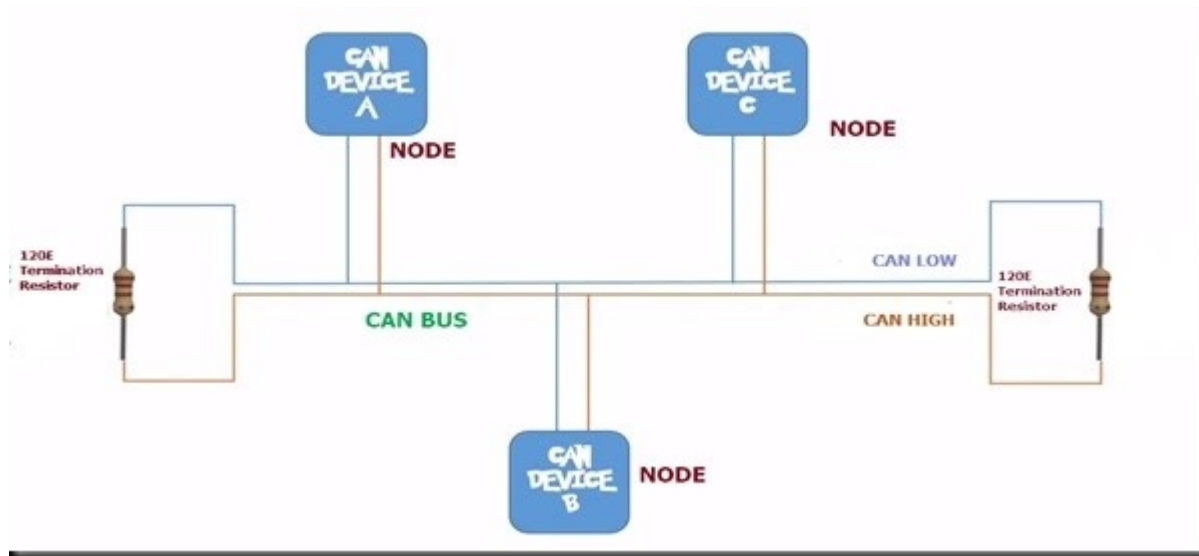 CAN
DEVICE
A
NODE
CAN
DEVICE
C
NODE
120E
Termination
Resistor
CAN LOW
120E
Termination
Resistor
CAN BUS
CAN HIGH
CAN
DEVICE
B
NODE